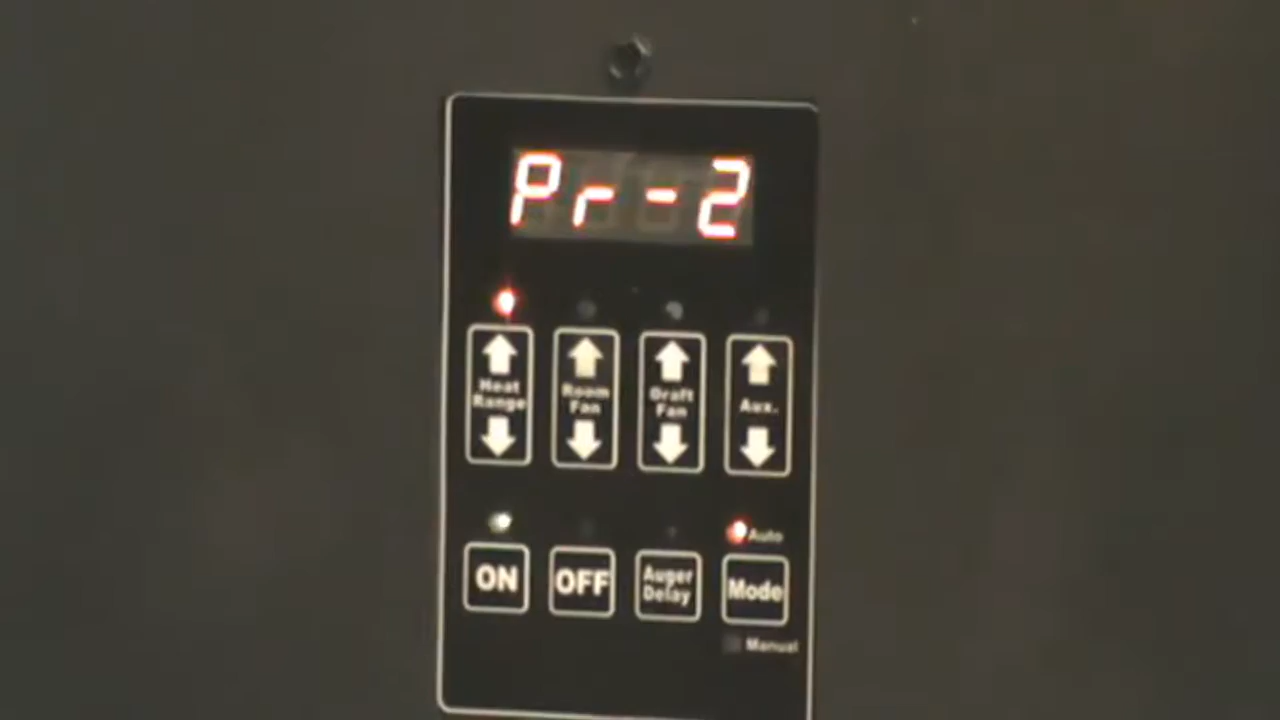 Pr-2
Heat Range
Room Fan
Draft Fan
Aux.
Auto
ON
OFF
Auger Delay
Mode
Manual